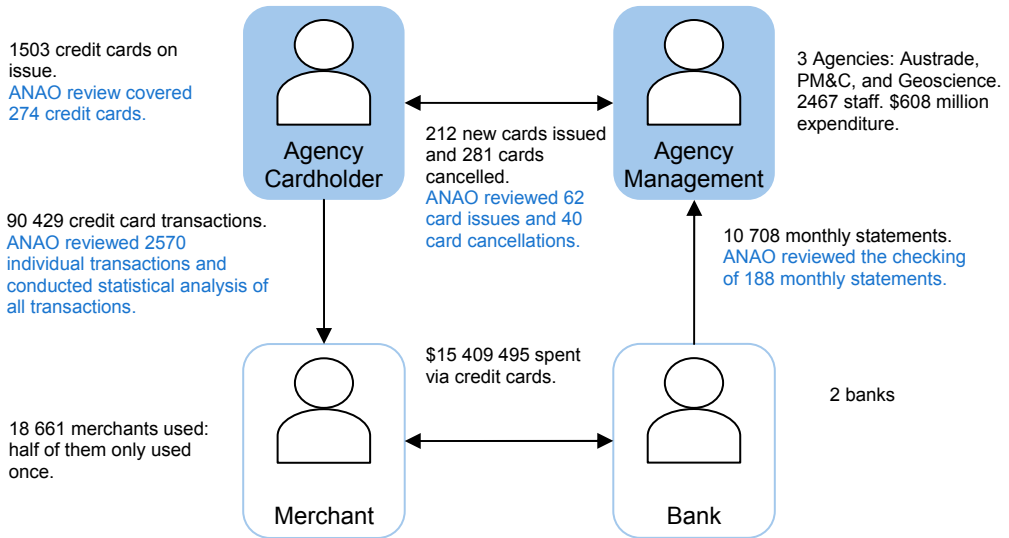 1503 credit cards on
issue.
ANAO review covered
274 credit cards.
Agency
Cardholder
212 new cards issued
and 281 cards
cancelled.
ANAO reviewed 62
card issues and 40
card cancellations.
Agency
Management
3 Agencies: Austrade,
PM&C, and Geoscience.
2467 staff. $608 million
expenditure.
90 429 credit card transactions.
ANAO reviewed 2570
individual transactions and
conducted statistical analysis of
all transactions.
10 708 monthly statements.
ANAO reviewed the checking
of 188 monthly statements.
18 661 merchants used:
half of them only used
once.
Merchant
$15 409 495 spent
via credit cards.
Bank
2 banks